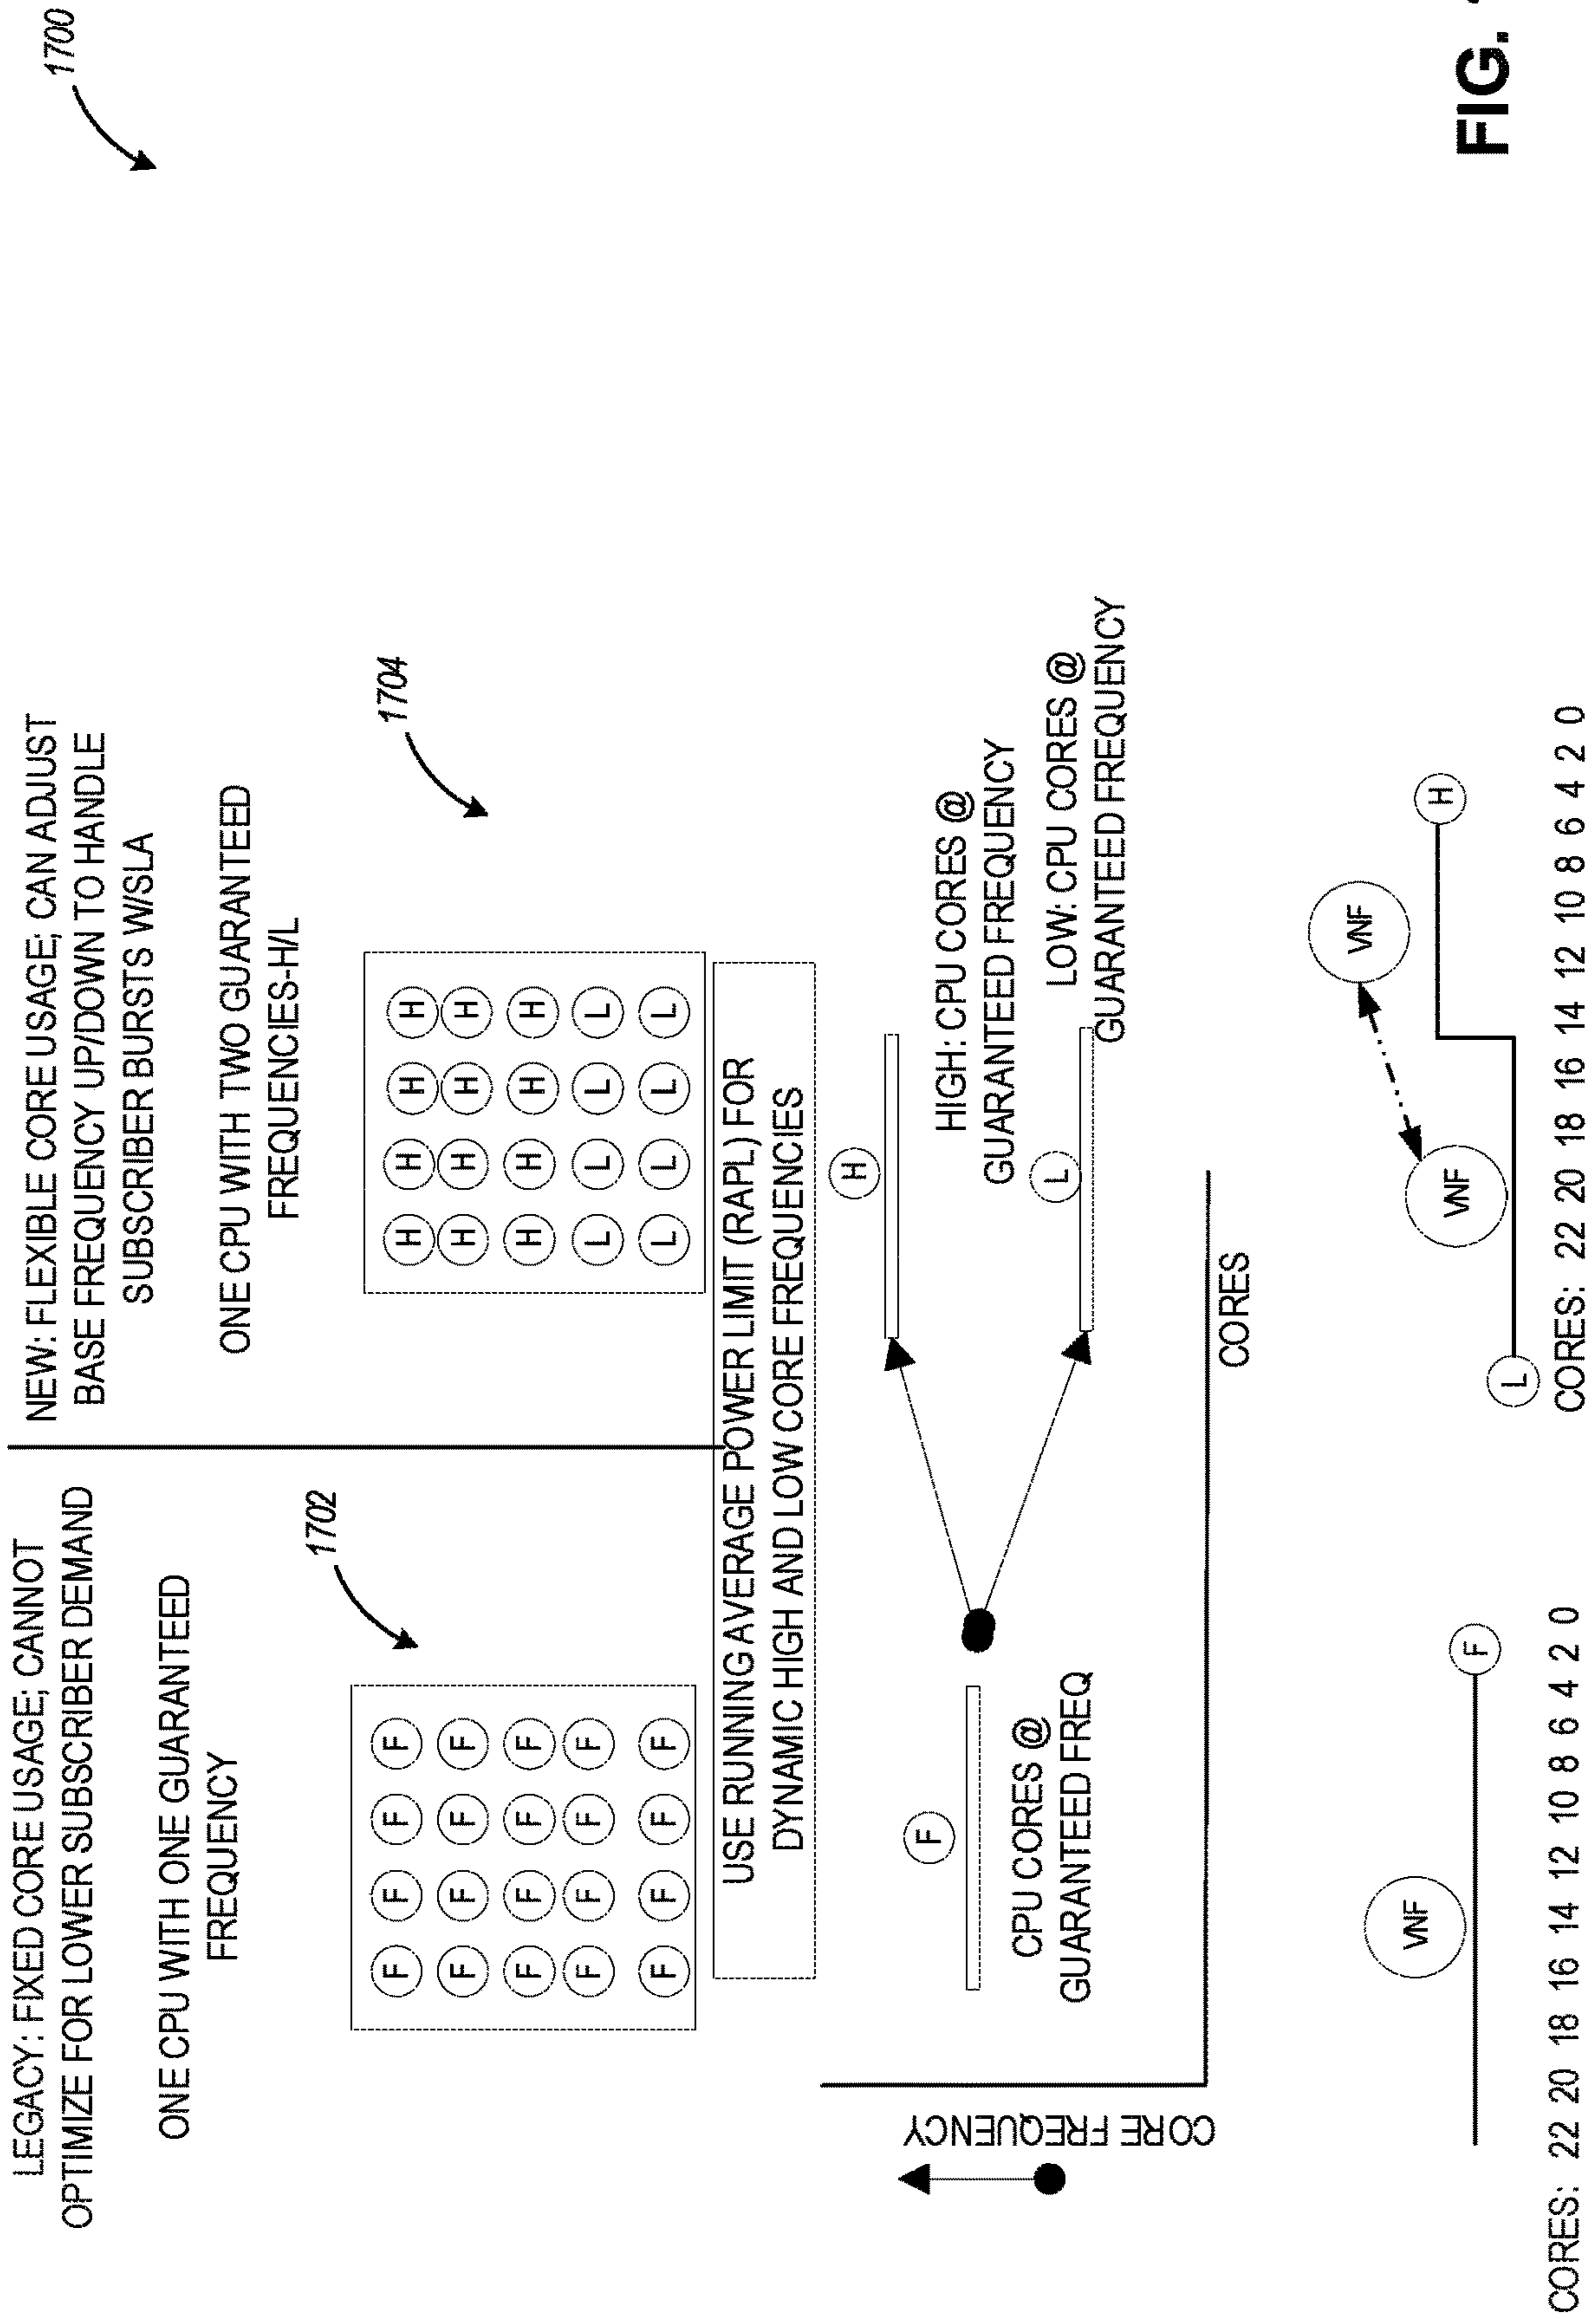 1700
LEGACY: FIXED CORE USAGE; CANNOT
OPTIMIZE FOR LOWER SUBSCRIBER DEMAND
ONE CPU WITH ONE GUARANTEED
FREQUENCY
1702
F F F F
F F F F
F F F F
F F F F
F F F F
NEW: FLEXIBLE CORE USAGE; CAN ADJUST
BASE FREQUENCY UP/DOWN TO HANDLE
SUBSCRIBER BURSTS W/SLA
ONE CPU WITH TWO GUARANTEED
FREQUENCIES-H/L
1704
H H H H
H H H H
H H H H
L L L L
L L L L
USE RUNNING AVERAGE POWER LIMIT (RAPL) FOR
DYNAMIC HIGH AND LOW CORE FREQUENCIES
CORE FREQUENCY
F
CPU CORES @
GUARANTEED FREQ
H
HIGH: CPU CORES @
GUARANTEED FREQUENCY
L
LOW: CPU CORES @
GUARANTEED FREQUENCY
CORES
VNF
F
CORES: 22 20 18 16 14 12 10 8 6 4 2 0
VNF
VNF
H
L
CORES: 22 20 18 16 14 12 10 8 6 4 2 0
FIG.